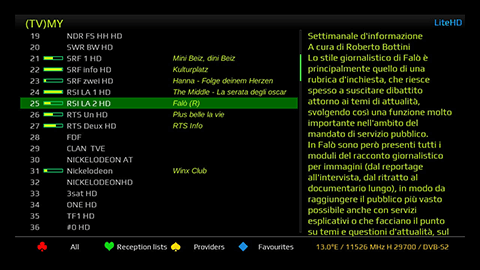 (TV)MY
LiteHD
19 NDR FS HH HD
20 SWR BW HD
21 SRF 1 HD Mini Beiz, dini Beiz
22 SRF info HD Kulturplatz
23 SRF zwei HD Hanna - Folge deinem Herzen
24 RSI LA 1 HD The Middle - La serata degli oscar
25 RSI LA 2 HD Falò (R)
26 RTS Un HD Plus belle la vie
27 RTS Deux HD RTS Info
28 FDF
29 CLAN TVE
30 NICKELODEON AT
31 Nickelodeon Winx Club
32 NICKELODEONHD
33 3sat HD
34 ONE HD
35 TF1 HD
36 #0 HD
Settimanale d'informazione
A cura di Roberto Bottini
Lo stile giornalistico di Falò è
principalmente quello di una
rubrica d'inchiesta, che riesce
spesso a suscitare dibattito
attorno ai temi di attualità,
svolgendo così una funzione molto
importante nell'ambito del
mandato di servizio pubblico.
In Falò sono però presenti tutti i
moduli del racconto giornalistico
per immagini (dal reportage
all'intervista, dal ritratto al
documentario lungo), in modo da
raggiungere il pubblico più vasto
possibile anche con servizi
esplicativi o che facciano il punto
su temi e questioni d'attualità, sul
All Reception lists Providers Favourites 13.0°E / 11526 MHz H 29700 / DVB-S2